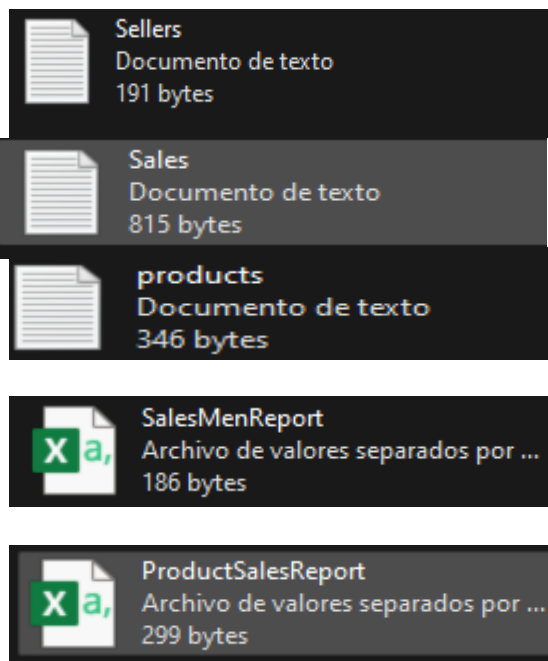 Sellers
Documento de texto
191 bytes
Sales
Documento de texto
815 bytes
products
Documento de texto
346 bytes
SalesMenReport
Archivo de valores separados por ...
186 bytes
ProductSalesReport
Archivo de valores separados por ...
299 bytes